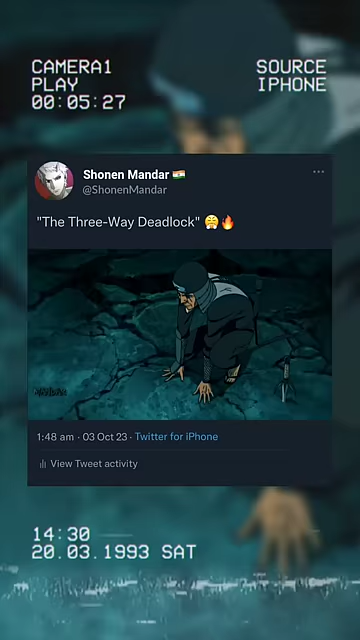 CAMERA1
PLAY
00:05:27
SOURCE
IPHONE
Shonen Mandar 🇮🇳
@ShonenMandar
"The Three-Way Deadlock" 😤🔥
1:48 am · 03 Oct 23 · Twitter for iPhone
View Tweet activity
14:30
20.03.1993 SAT